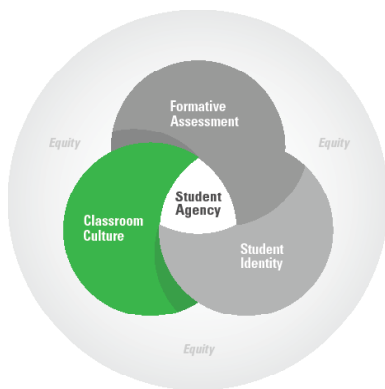 Formative
Assessment
Equity
Equity
Student
Agency
Classroom
Culture
Student
Identity
Equity